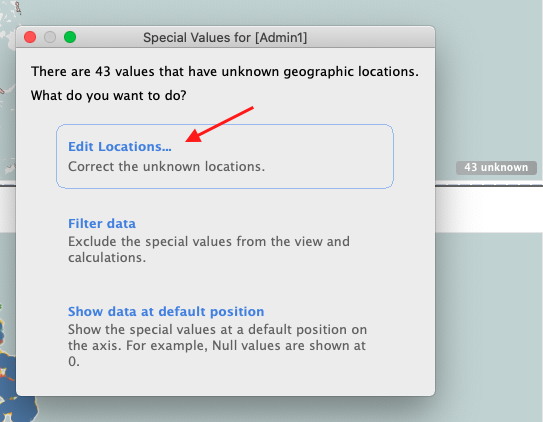 Special Values for [Admin1]
There are 43 values that have unknown geographic locations.
What do you want to do?
Edit Locations...
Correct the unknown locations.
43 unknown
Filter data
Exclude the special values from the view and
calculations.
Show data at default position
Show the special values at a default position on
the axis. For example, Null values are shown at
0.